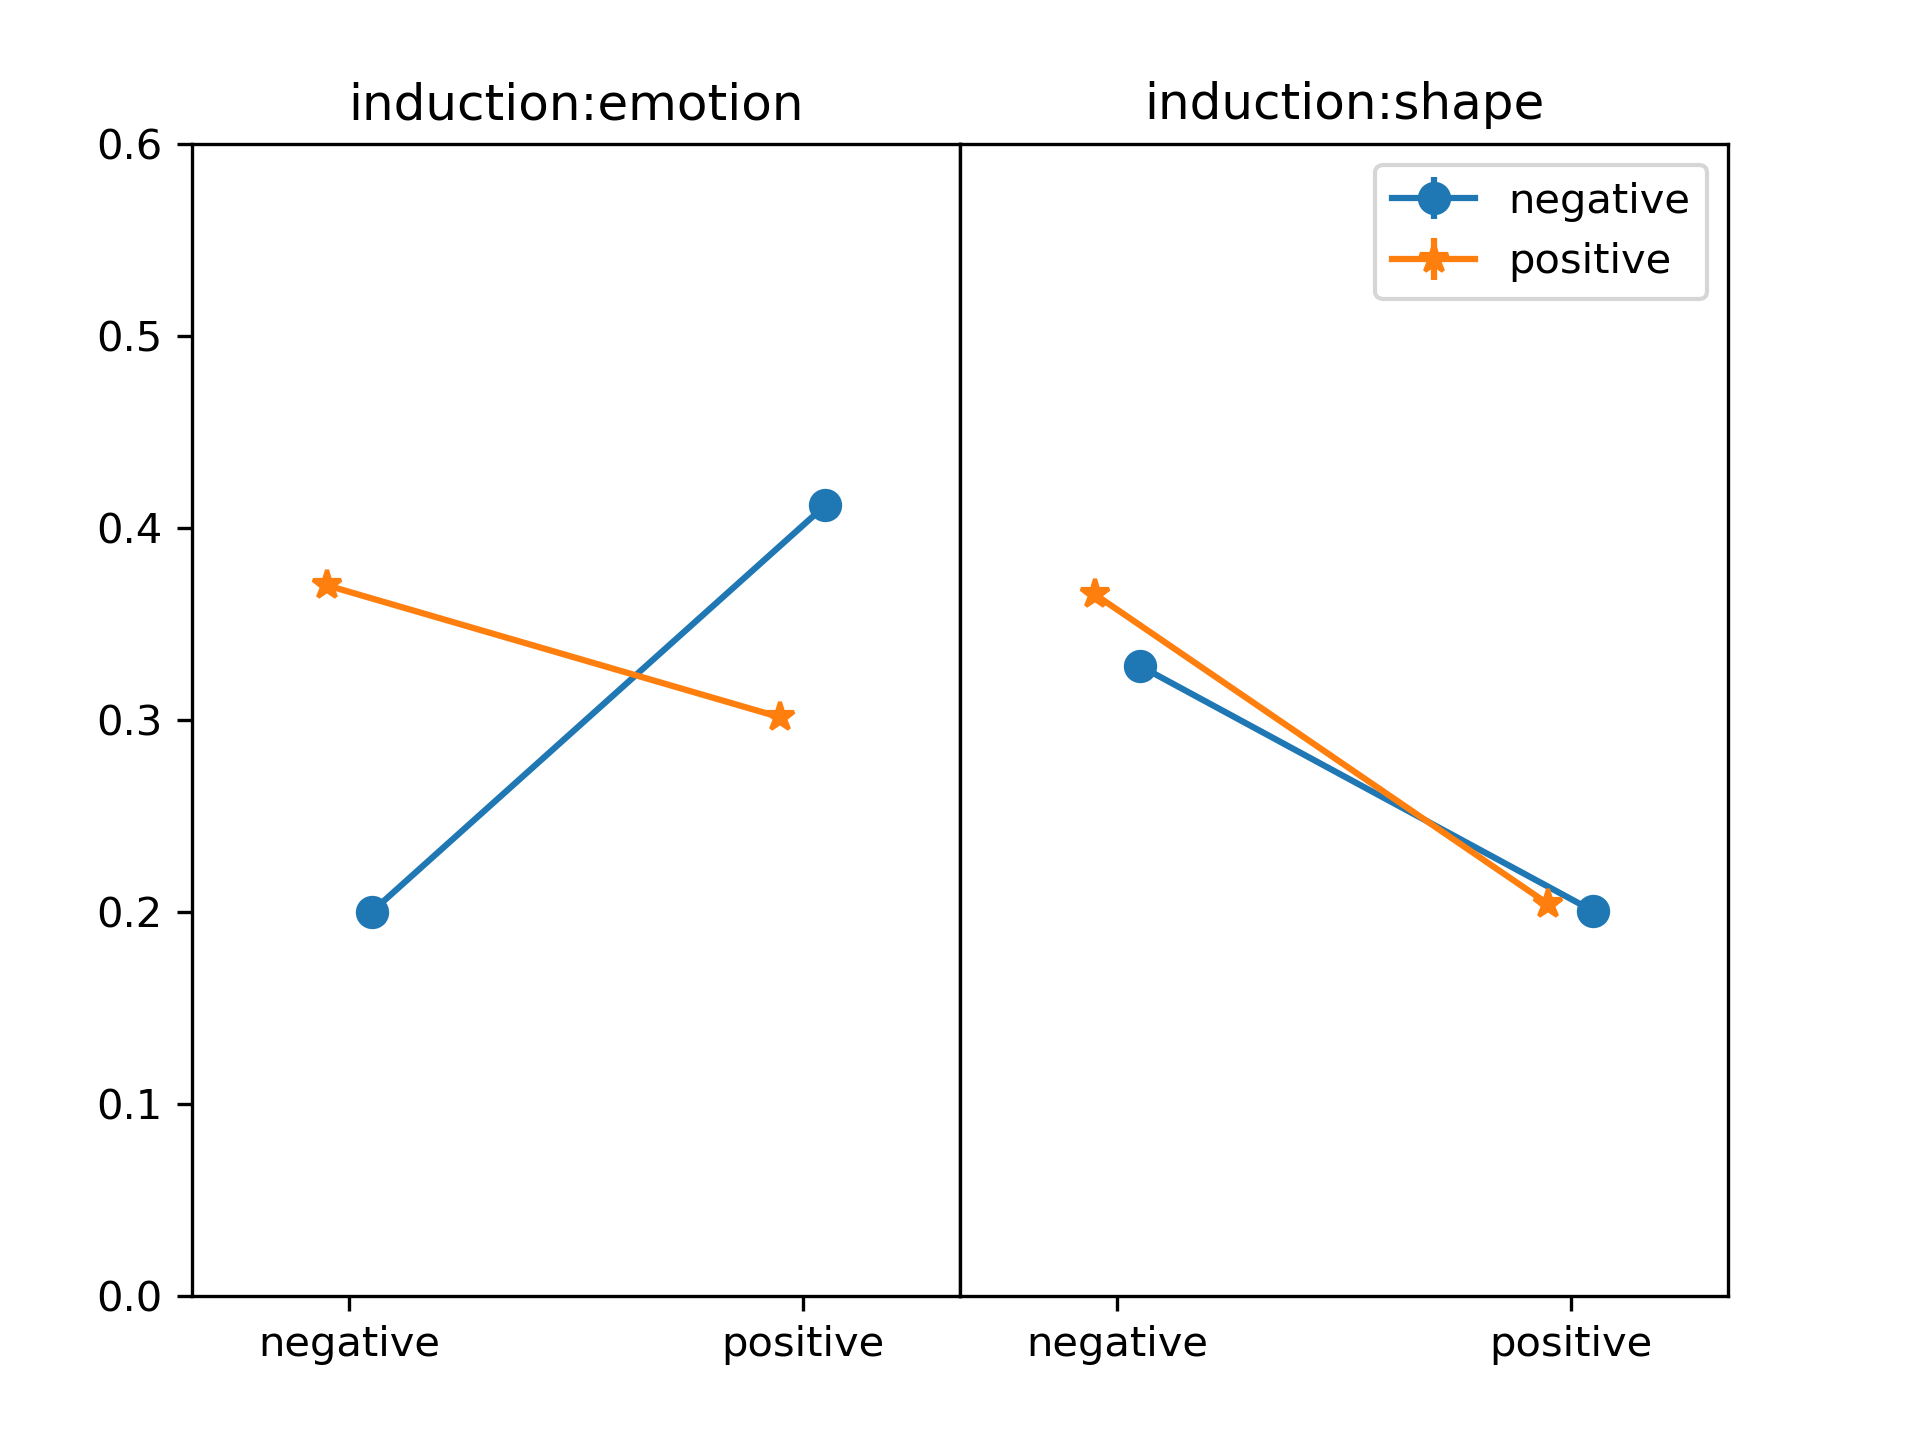 induction:emotion
induction:shape
0.6
0.5
0.4
0.3
0.2
0.1
0.0
negative
positive
negative
positive
negative
positive